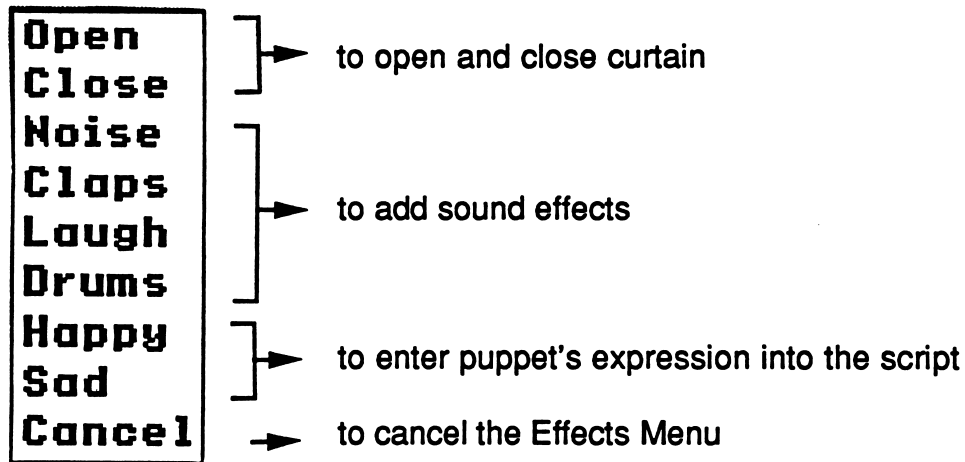 Open
Close
to open and close curtain
Noise
Claps
Laugh
Drums
to add sound effects
Happy
Sad
to enter puppet's expression into the script
Cancel
to cancel the Effects Menu